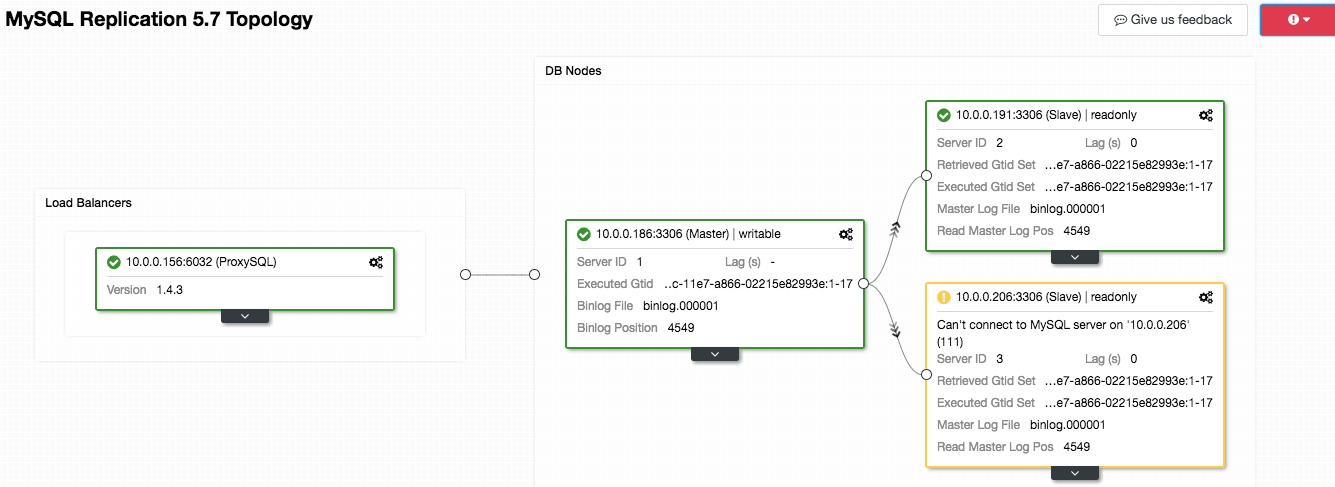 MySQL Replication 5.7 Topology
Give us feedback
DB Nodes
Load Balancers
10.0.0.156:6032 (ProxySQL)
Version 1.4.3
10.0.0.186:3306 (Master) | writable
Server ID 1 Lag (s) -
Executed Gtid ...c-11e7-a866-02215e82993e:1-17
Binlog File binlog.000001
Binlog Position 4549
10.0.0.191:3306 (Slave) | readonly
Server ID 2 Lag (s) 0
Retrieved Gtid Set ...e7-a866-02215e82993e:1-17
Executed Gtid Set ...e7-a866-02215e82993e:1-17
Master Log File binlog.000001
Read Master Log Pos 4549
10.0.0.206:3306 (Slave) | readonly
Can't connect to MySQL server on '10.0.0.206'
(111)
Server ID 3 Lag (s) 0
Retrieved Gtid Set ...e7-a866-02215e82993e:1-17
Executed Gtid Set ...e7-a866-02215e82993e:1-17
Master Log File binlog.000001
Read Master Log Pos 4549